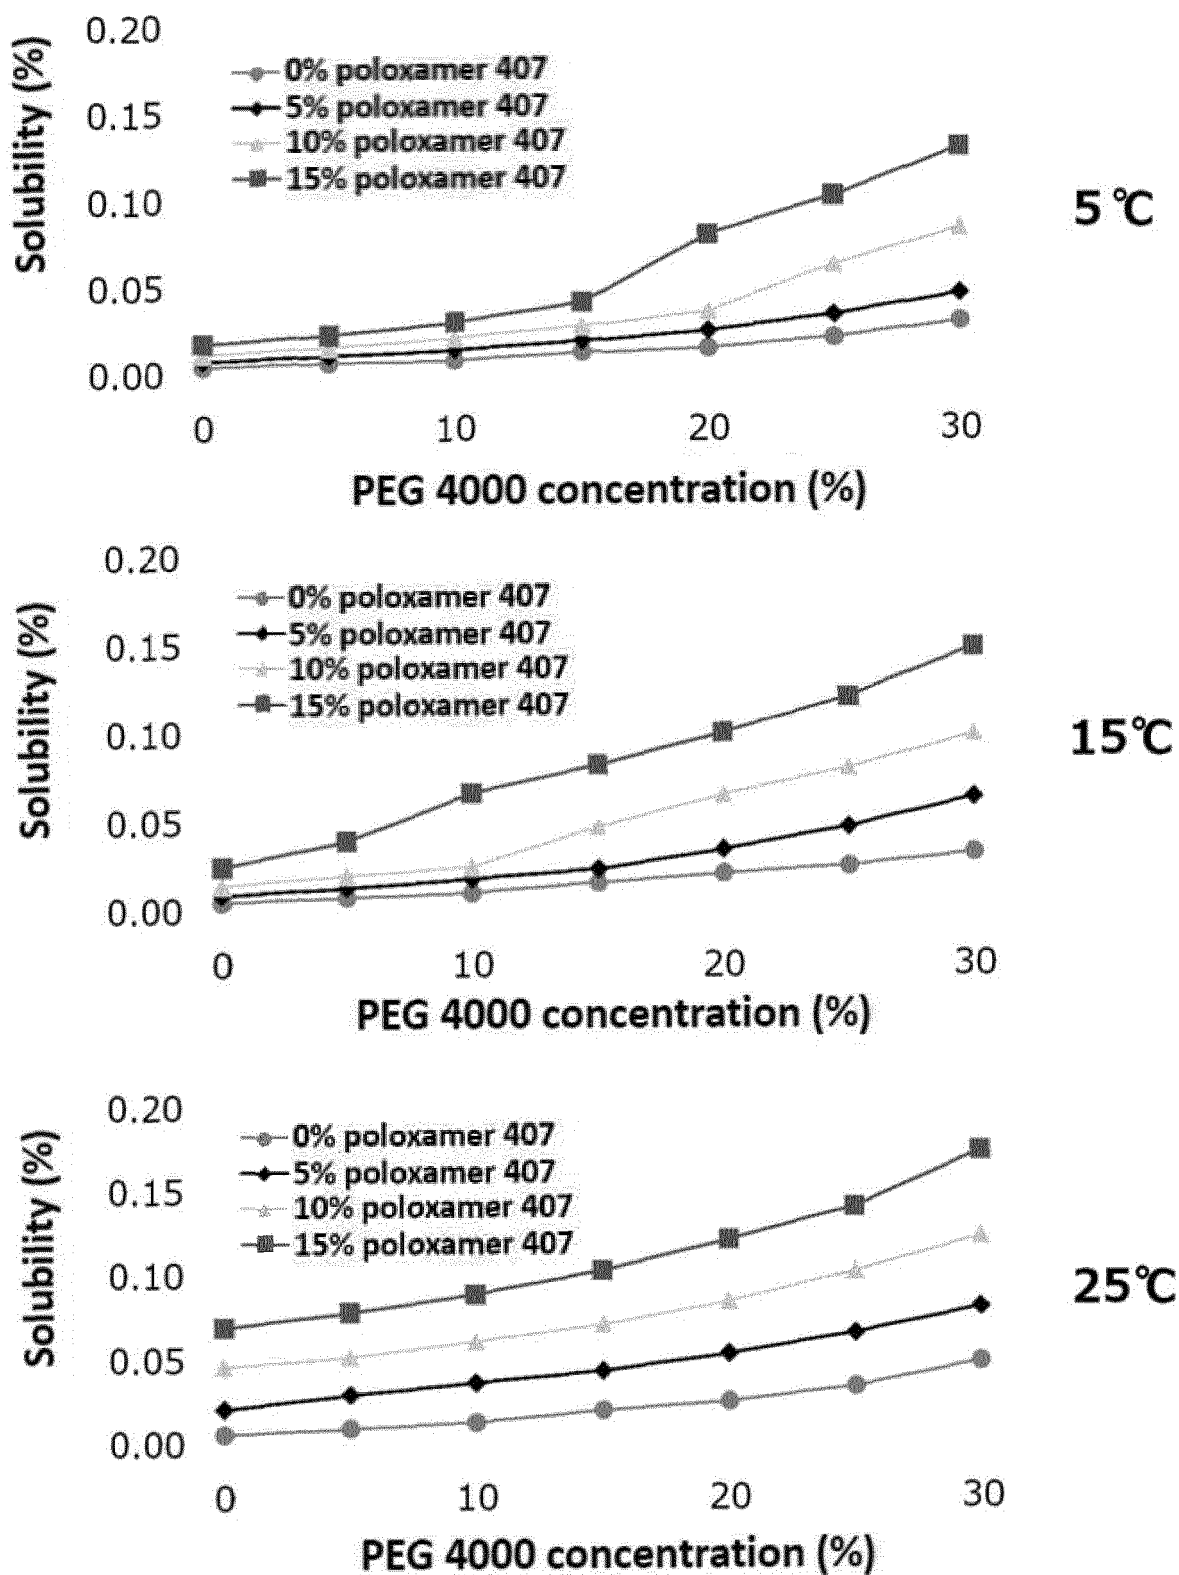 0.20
0.15
0.10
0.05
0.00
Solubility (%)
0% poloxamer 407
5% poloxamer 407
10% poloxamer 407
15% poloxamer 407
5℃
0 10 20 30
PEG 4000 concentration (%)
0.20
0.15
0.10
0.05
0.00
Solubility (%)
0% poloxamer 407
5% poloxamer 407
10% poloxamer 407
15% poloxamer 407
15℃
0 10 20 30
PEG 4000 concentration (%)
0.20
0.15
0.10
0.05
0.00
Solubility (%)
0% poloxamer 407
5% poloxamer 407
10% poloxamer 407
15% poloxamer 407
25℃
0 10 20 30
PEG 4000 concentration (%)